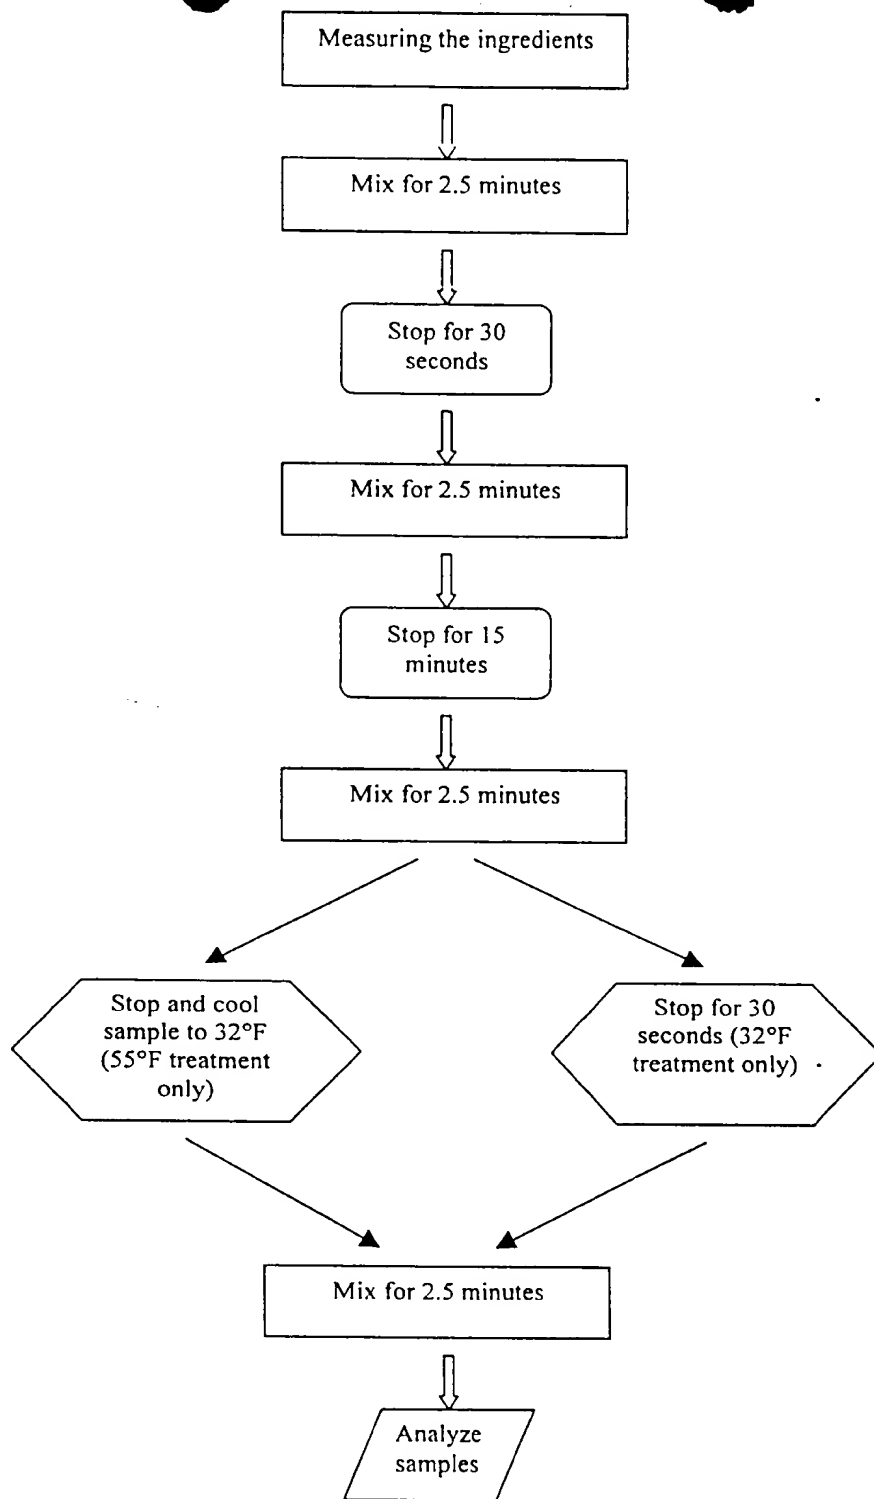 Measuring the ingredients
Mix for 2.5 minutes
Stop for 30
seconds
Mix for 2.5 minutes
Stop for 15
minutes
Mix for 2.5 minutes
Stop and cool
sample to 32°F
(55°F treatment
only)
Stop for 30
seconds (32°F
treatment only)
Mix for 2.5 minutes
Analyze
samples